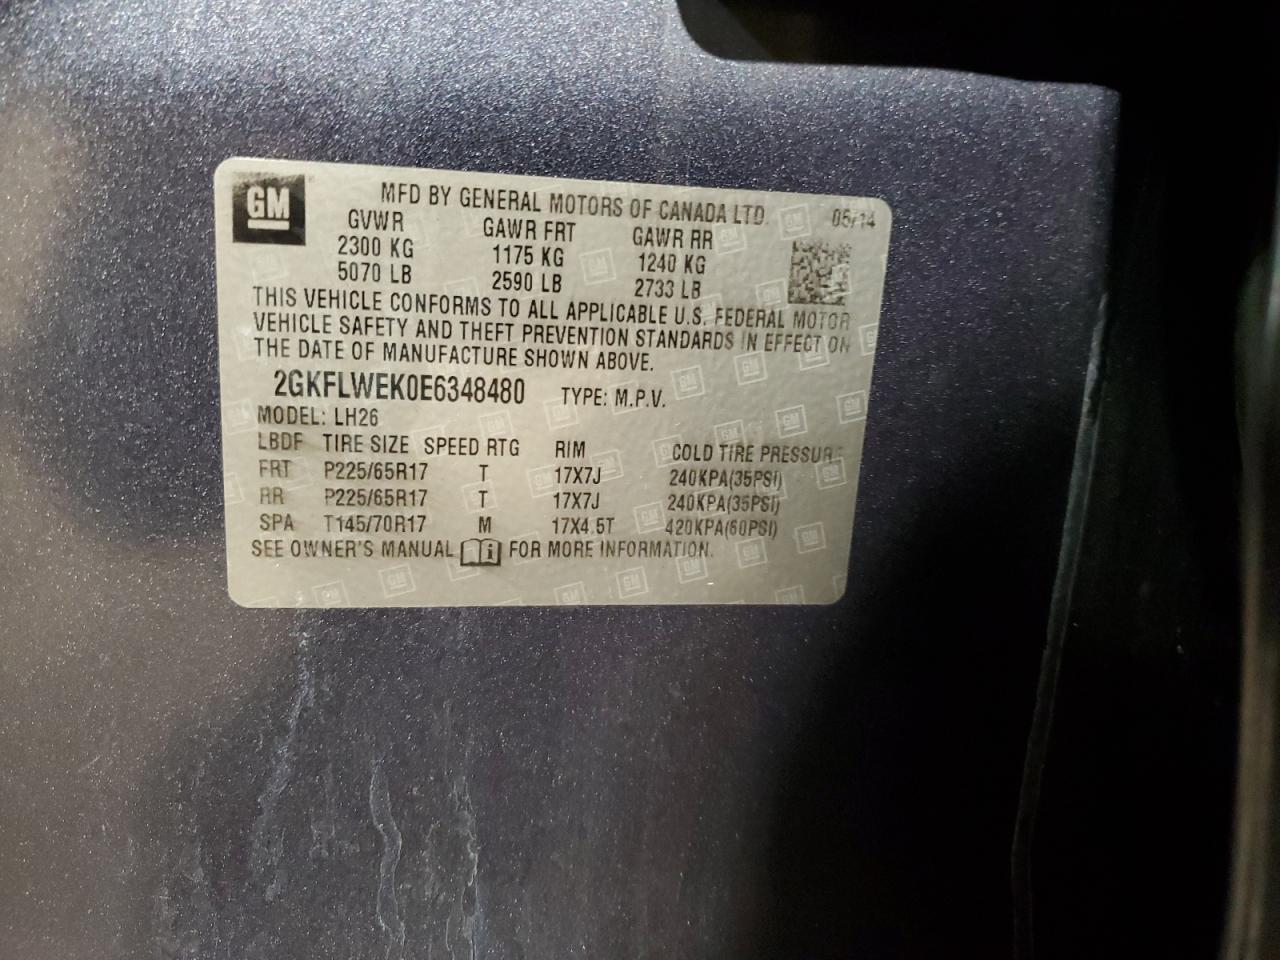 GM
MFD BY GENERAL MOTORS OF CANADA LTD. 05/14
GVWR GAWR FRT GAWR RR
2300 KG 1175 KG 1240 KG
5070 LB 2590 LB 2733 LB
THIS VEHICLE CONFORMS TO ALL APPLICABLE U.S. FEDERAL MOTOR
VEHICLE SAFETY AND THEFT PREVENTION STANDARDS IN EFFECT ON
THE DATE OF MANUFACTURE SHOWN ABOVE.
2GKFLWEK0E6348480 TYPE: M.P.V.
MODEL: LH26
LBDF TIRE SIZE SPEED RTG RIM COLD TIRE PRESSURE
FRT P225/65R17 T 17X7J 240KPA(35PSI)
RR P225/65R17 T 17X7J 240KPA(35PSI)
SPA T145/70R17 M 17X4.5T 420KPA(60PSI)
SEE OWNER'S MANUAL i FOR MORE INFORMATION.